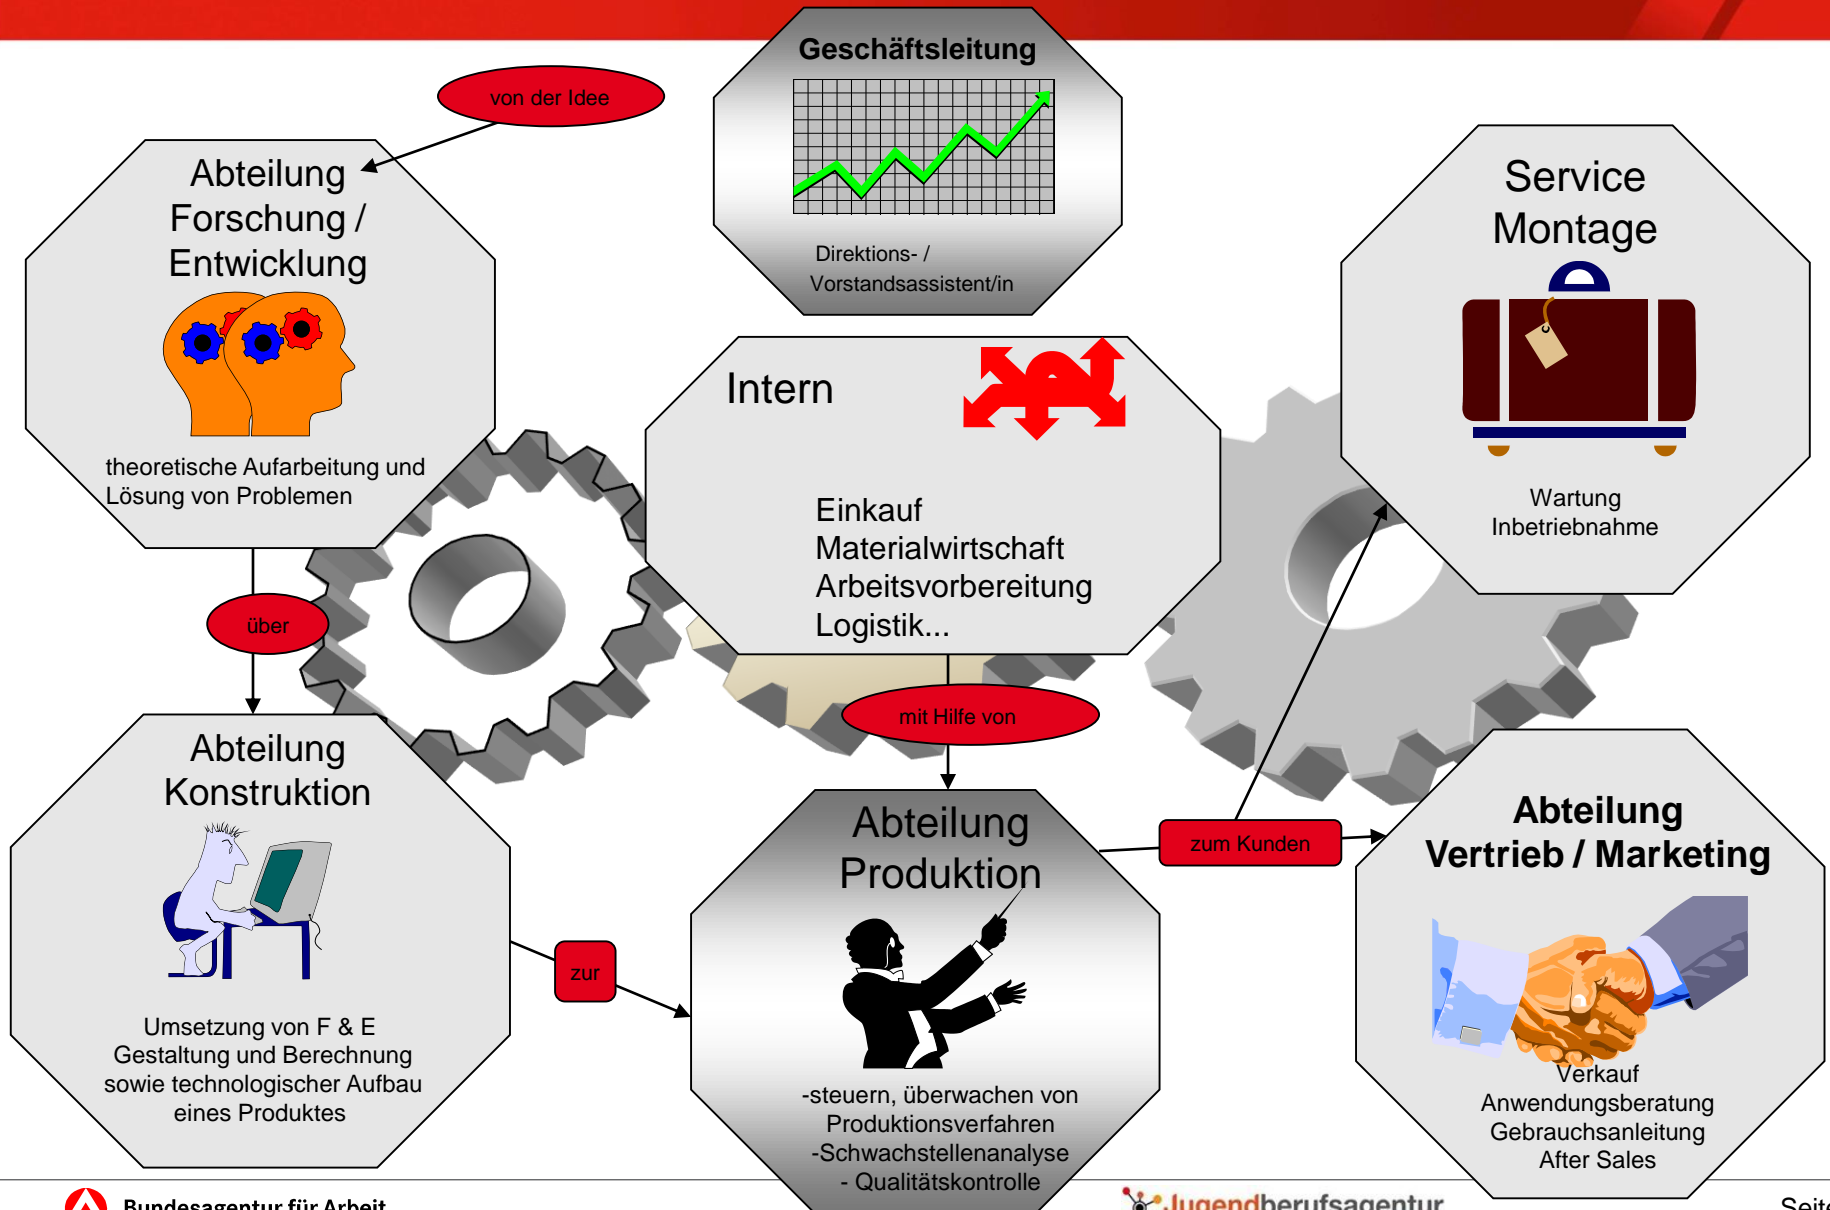 Geschäftsleitung
Direktions- /
Vorstandsassistent/in
von der Idee
Abteilung
Forschung /
Entwicklung
theoretische Aufarbeitung und
Lösung von Problemen
über
Abteilung
Konstruktion
Umsetzung von F & E
Gestaltung und Berechnung
sowie technologischer Aufbau
eines Produktes
zur
Intern
Einkauf
Materialwirtschaft
Arbeitsvorbereitung
Logistik...
mit Hilfe von
Abteilung
Produktion
-steuern, überwachen von
Produktionsverfahren
-Schwachstellenanalyse
- Qualitätskontrolle
zum Kunden
Service
Montage
Wartung
Inbetriebnahme
Abteilung
Vertrieb / Marketing
Verkauf
Anwendungsberatung
Gebrauchsanleitung
After Sales
Bundesagentur für Arbeit
Jugendberufsagentur
Seite